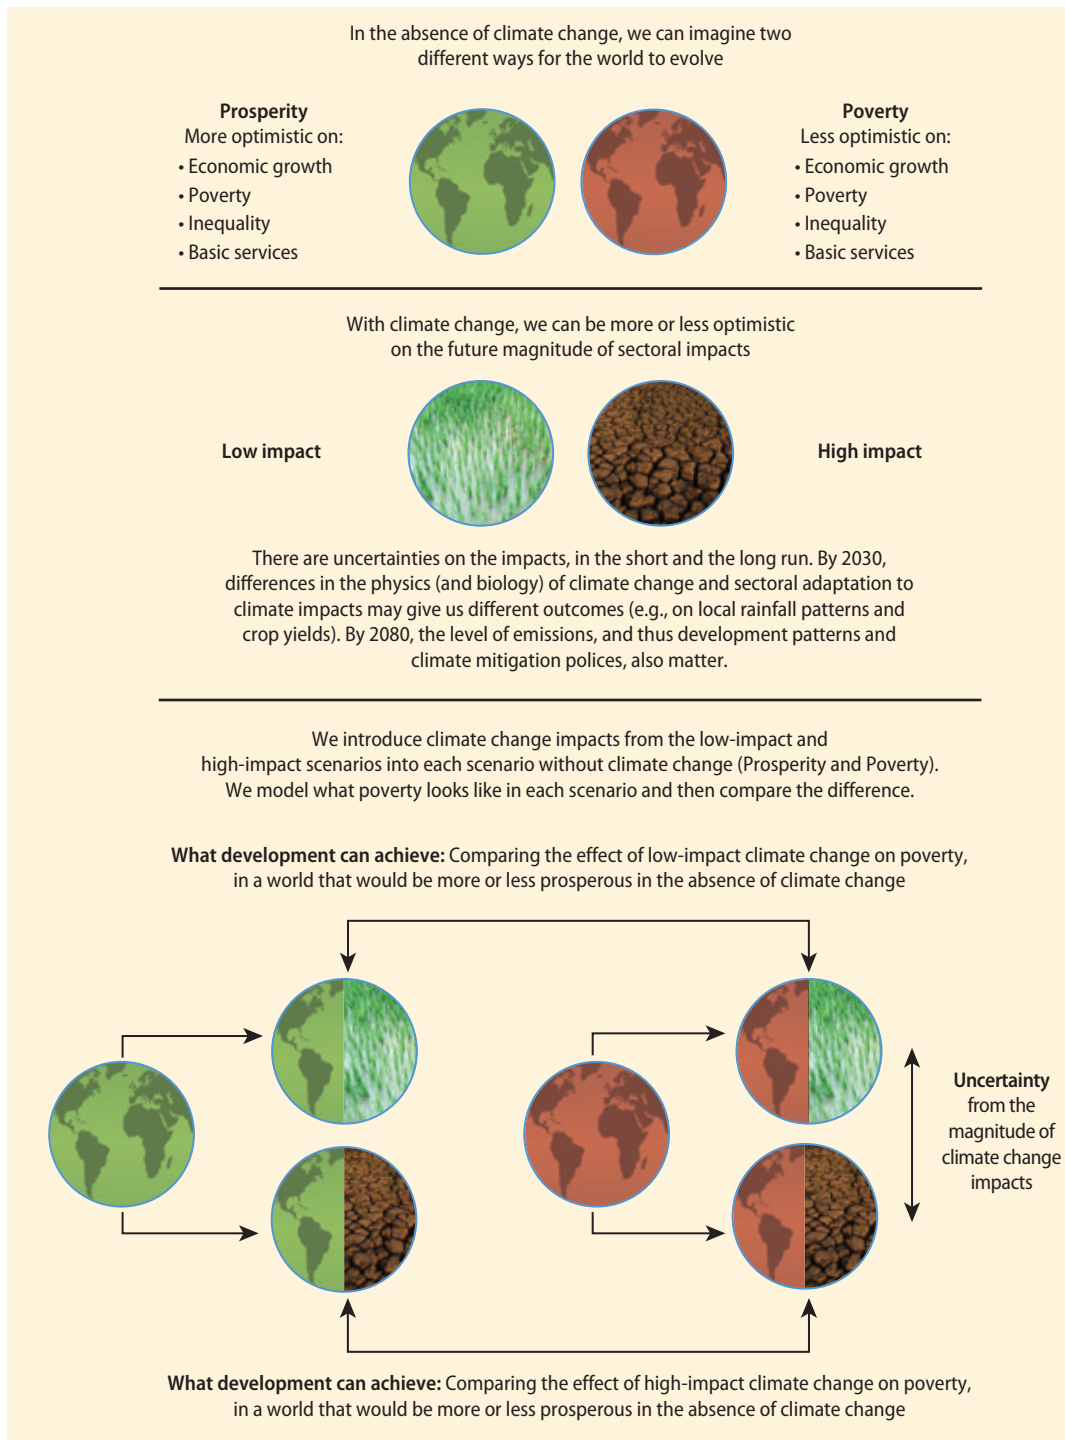 In the absence of climate change, we can imagine two
different ways for the world to evolve
Prosperity
More optimistic on:
• Economic growth
• Poverty
• Inequality
• Basic services
Poverty
Less optimistic on:
• Economic growth
• Poverty
• Inequality
• Basic services
With climate change, we can be more or less optimistic
on the future magnitude of sectoral impacts
Low impact
High impact
There are uncertainties on the impacts, in the short and the long run. By 2030,
differences in the physics (and biology) of climate change and sectoral adaptation to
climate impacts may give us different outcomes (e.g., on local rainfall patterns and
crop yields). By 2080, the level of emissions, and thus development patterns and
climate mitigation polices, also matter.
We introduce climate change impacts from the low-impact and
high-impact scenarios into each scenario without climate change (Prosperity and Poverty).
We model what poverty looks like in each scenario and then compare the difference.
What development can achieve: Comparing the effect of low-impact climate change on poverty,
in a world that would be more or less prosperous in the absence of climate change
Uncertainty
from the
magnitude of
climate change
impacts
What development can achieve: Comparing the effect of high-impact climate change on poverty,
in a world that would be more or less prosperous in the absence of climate change